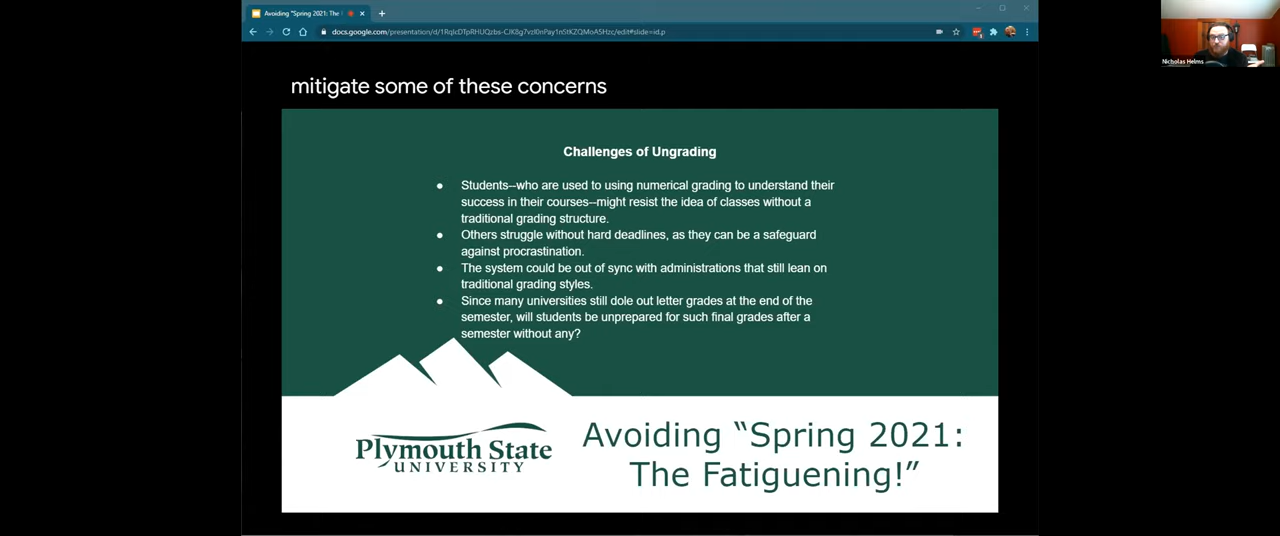 Avoiding "Spring 2021: The
docs.google.com/presentation/d/
Nicholas Helms
mitigate some of these concerns
Challenges of Ungrading
● Students--who are used to using numerical grading to understand their
success in their courses--might resist the idea of classes without a
traditional grading structure.
● Others struggle without hard deadlines, as they can be a safeguard
against procrastination.
● The system could be out of sync with administrations that still lean on
traditional grading styles.
● Since many universities still dole out letter grades at the end of the
semester, will students be unprepared for such final grades after a
semester without any?
Plymouth State
UNIVERSITY
Avoiding “Spring 2021:
The Fatiguening!”